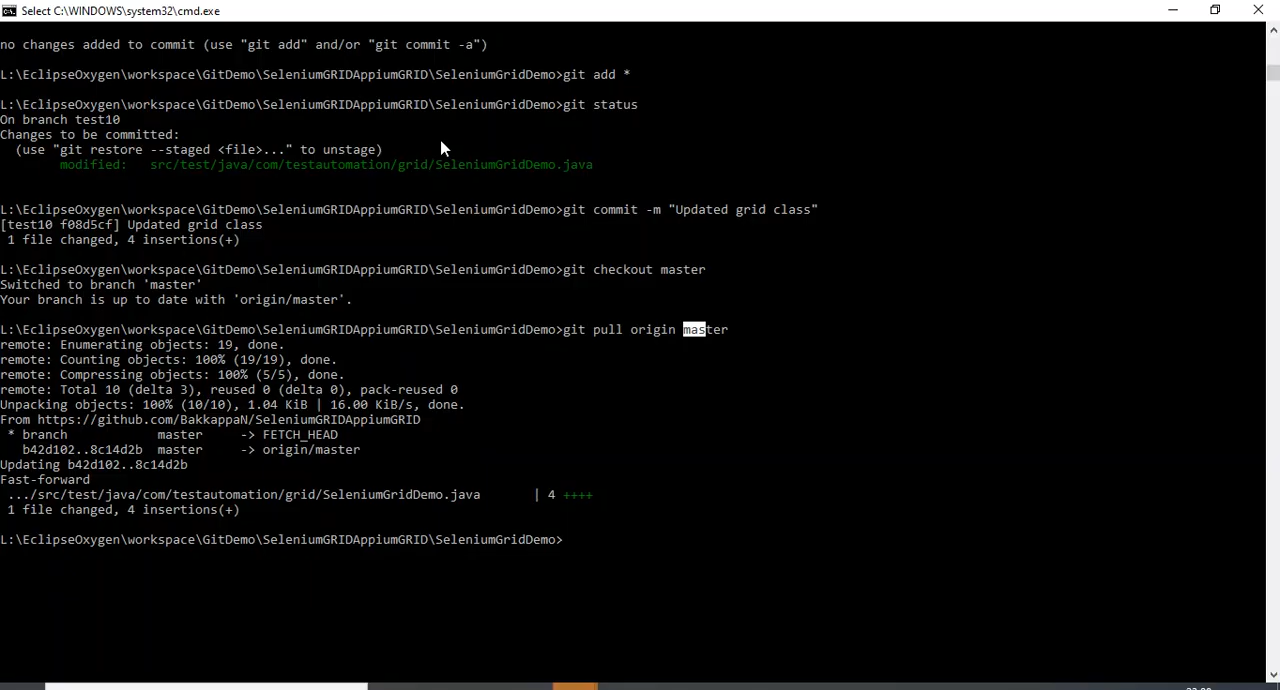 Select C:\WINDOWS\system32\cmd.exe
no changes added to commit (use "git add" and/or "git commit -a")
L:\EclipseOxygen\workspace\GitDemo\SeleniumGRIDAppiumGRID\SeleniumGridDemo>git add *
L:\EclipseOxygen\workspace\GitDemo\SeleniumGRIDAppiumGRID\SeleniumGridDemo>git status
On branch test10
Changes to be committed:
  (use "git restore --staged <file>..." to unstage)
        modified:   src/test/java/com/testautomation/grid/SeleniumGridDemo.java
L:\EclipseOxygen\workspace\GitDemo\SeleniumGRIDAppiumGRID\SeleniumGridDemo>git commit -m "Updated grid class"
[test10 f08d5cf] Updated grid class
 1 file changed, 4 insertions(+)
L:\EclipseOxygen\workspace\GitDemo\SeleniumGRIDAppiumGRID\SeleniumGridDemo>git checkout master
Switched to branch 'master'
Your branch is up to date with 'origin/master'.
L:\EclipseOxygen\workspace\GitDemo\SeleniumGRIDAppiumGRID\SeleniumGridDemo>git pull origin master
remote: Enumerating objects: 19, done.
remote: Counting objects: 100% (19/19), done.
remote: Compressing objects: 100% (5/5), done.
remote: Total 10 (delta 3), reused 0 (delta 0), pack-reused 0
Unpacking objects: 100% (10/10), 1.04 KiB | 16.00 KiB/s, done.
From https://github.com/BakkappaN/SeleniumGRIDAppiumGRID
 * branch            master     -> FETCH_HEAD
   b42d102..8c14d2b  master     -> origin/master
Updating b42d102..8c14d2b
Fast-forward
 .../src/test/java/com/testautomation/grid/SeleniumGridDemo.java       | 4 ++++
 1 file changed, 4 insertions(+)
L:\EclipseOxygen\workspace\GitDemo\SeleniumGRIDAppiumGRID\SeleniumGridDemo>